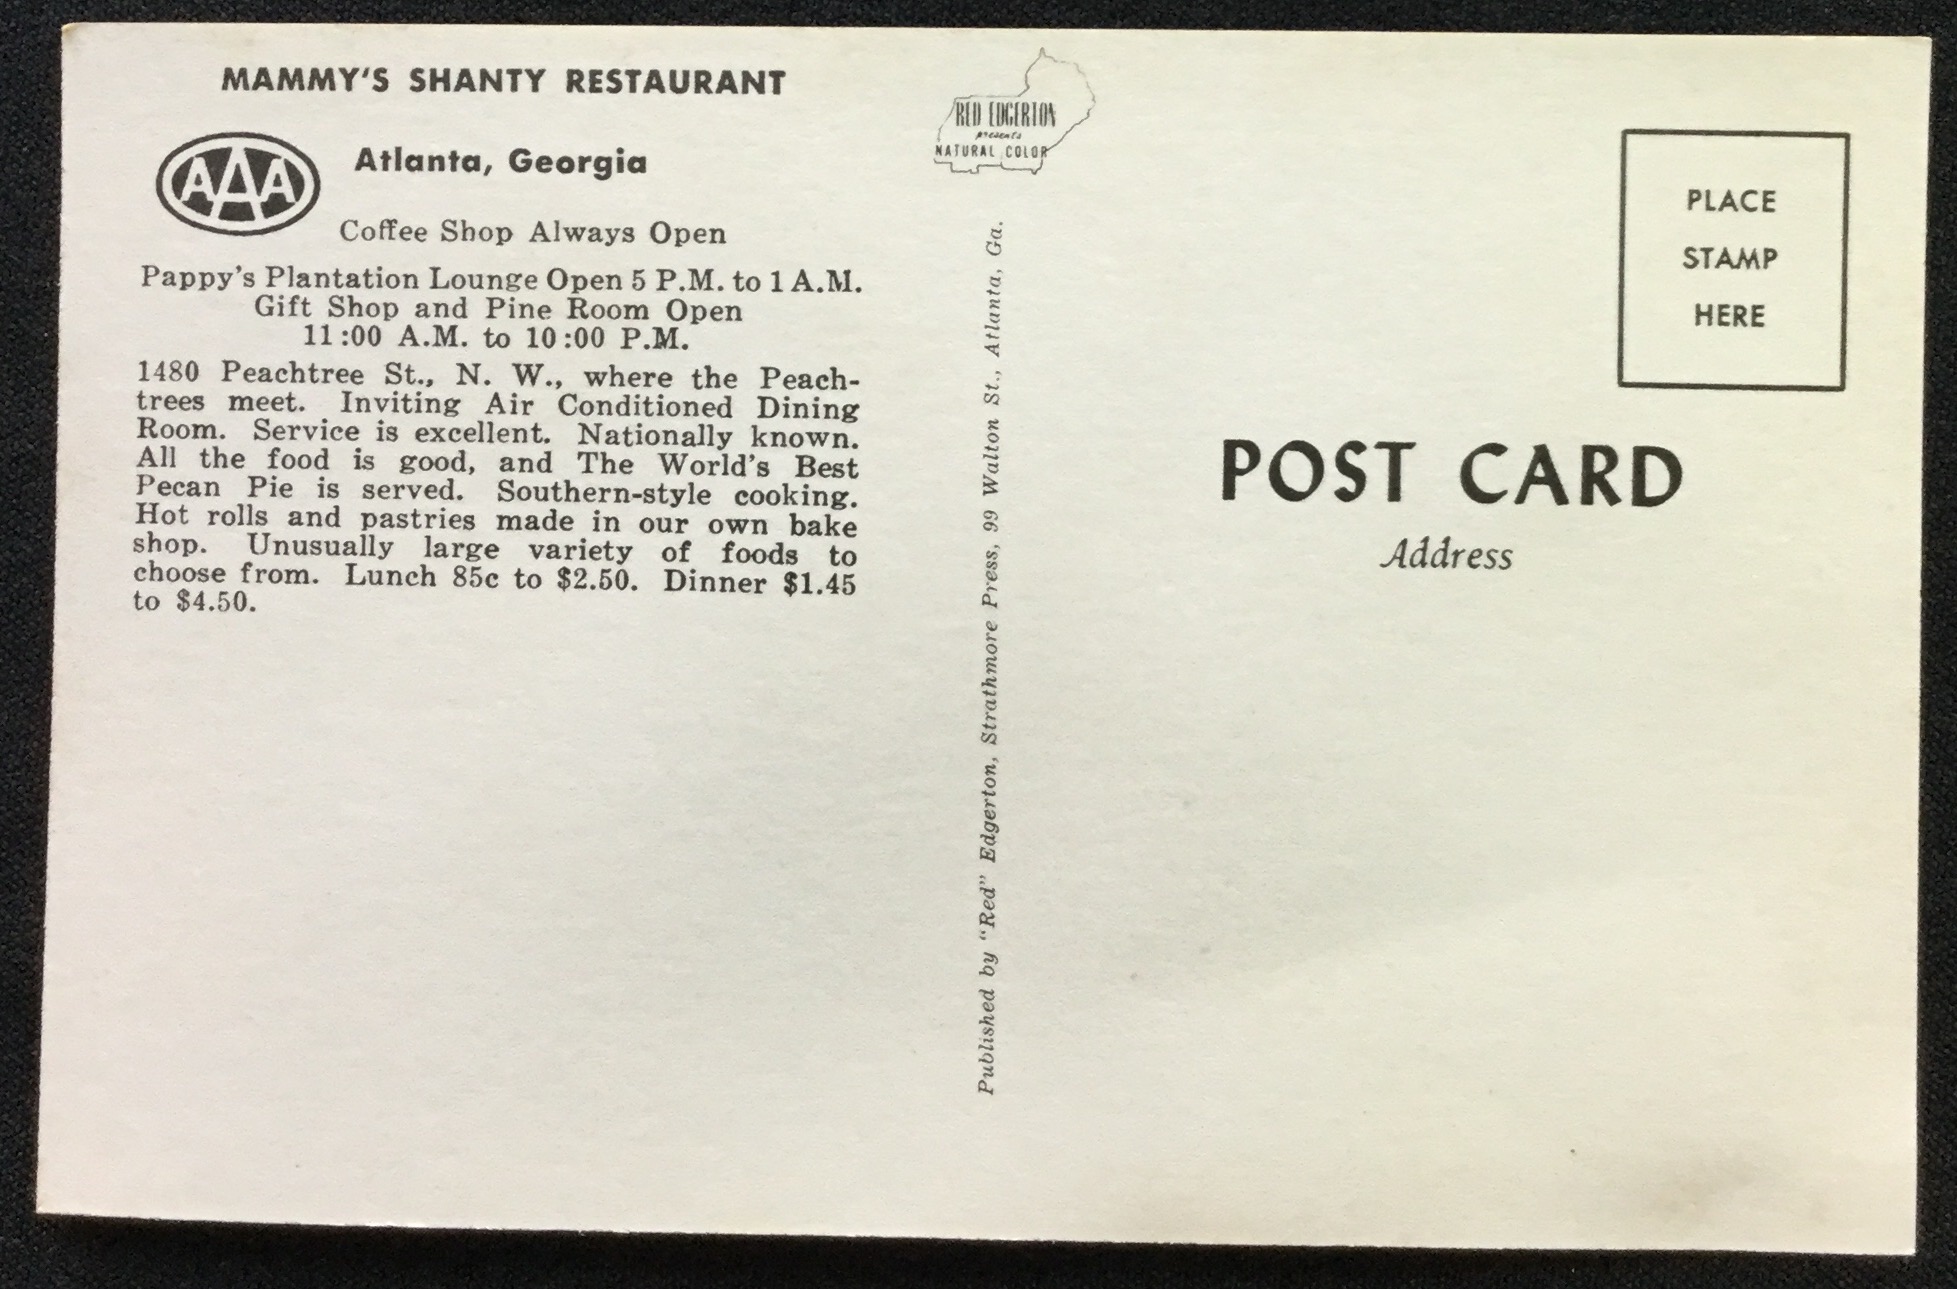 MAMMY'S SHANTY RESTAURANT
AAA
Atlanta, Georgia
Coffee Shop Always Open
Pappy's Plantation Lounge Open 5 P.M. to 1 A.M.
Gift Shop and Pine Room Open
11:00 A.M. to 10:00 P.M.
1480 Peachtree St., N. W., where the Peach-
trees meet. Inviting Air Conditioned Dining
Room. Service is excellent. Nationally known.
All the food is good, and The World's Best
Pecan Pie is served. Southern-style cooking.
Hot rolls and pastries made in our own bake
shop. Unusually large variety of foods to
choose from. Lunch 85c to $2.50. Dinner $1.45
to $4.50.
RED EDGERTON
presents
NATURAL COLOR
Published by "Red" Edgerton, Strathmore Press, 99 Walton St., Atlanta, Ga.
PLACE
STAMP
HERE
POST CARD
Address